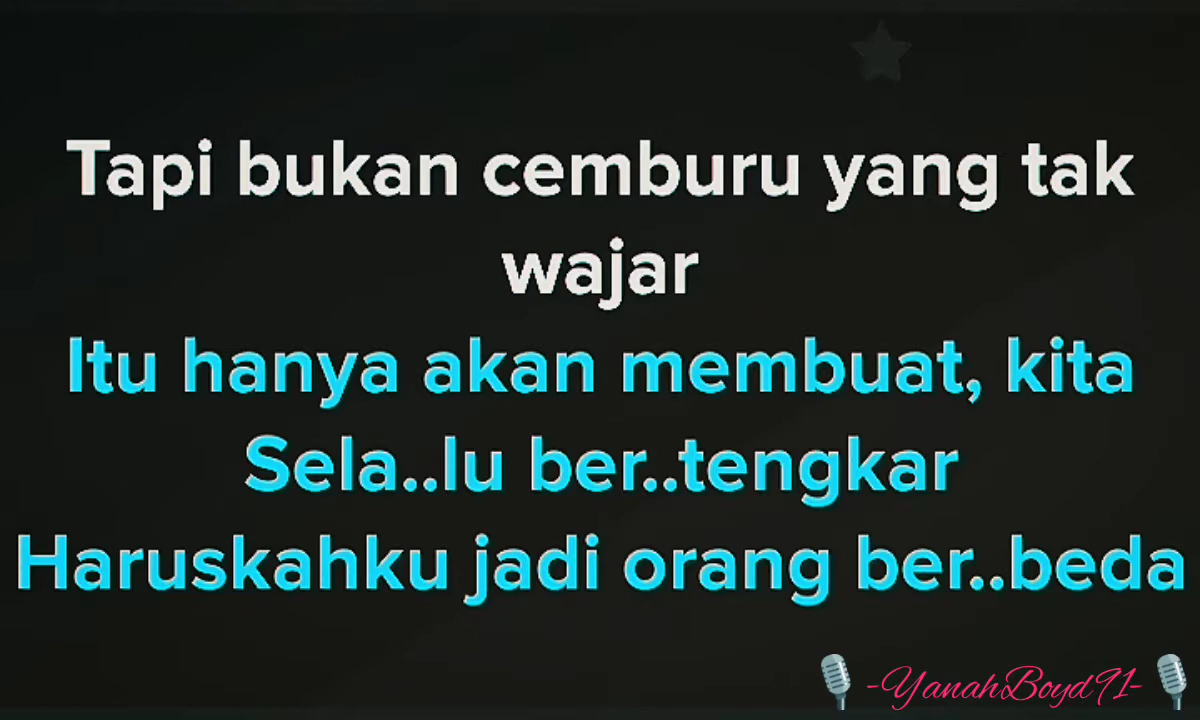 Tapi bukan cemburu yang tak
wajar
Itu hanya akan membuat, kita
Sela..lu ber..tengkar
Haruskahku jadi orang ber..beda
-YanahBoyd91-